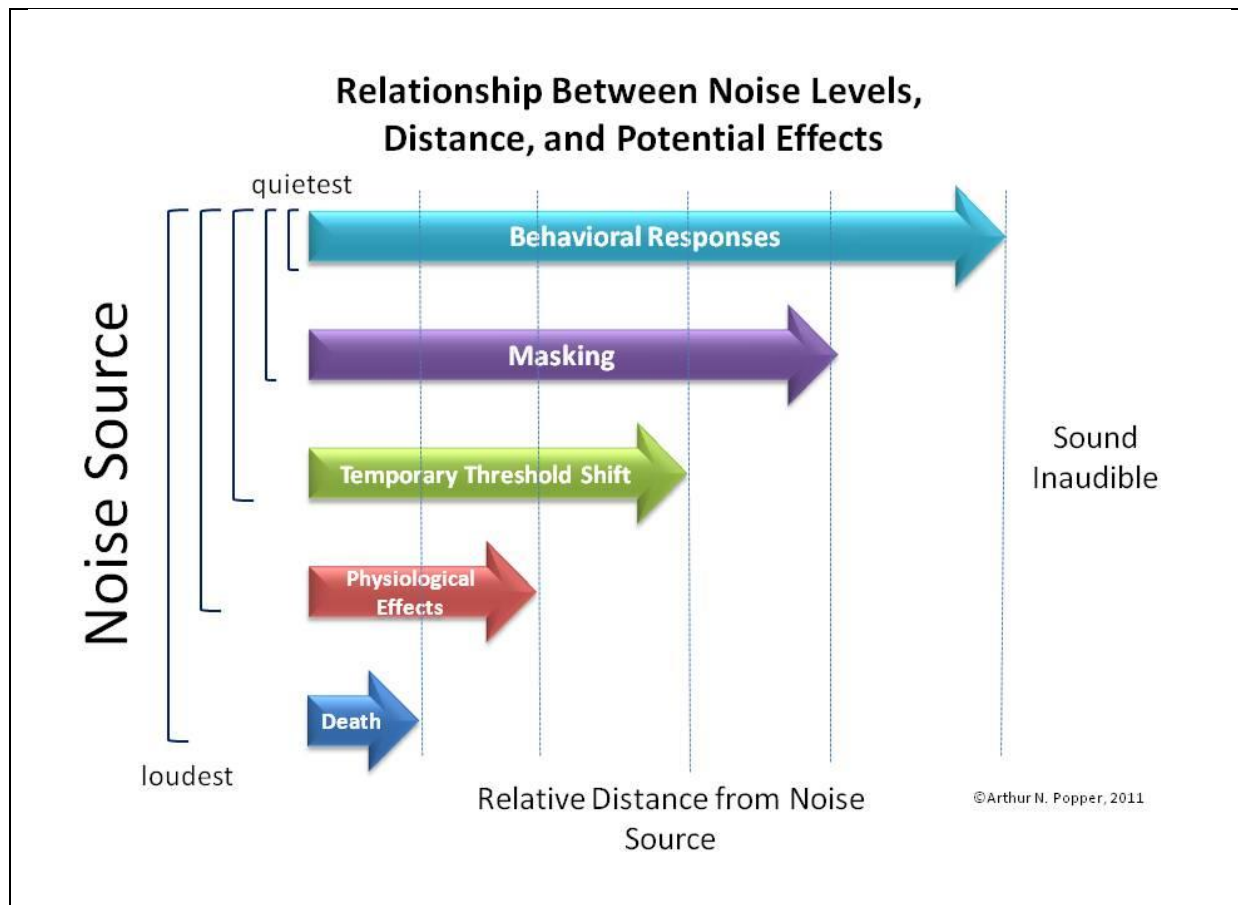 Relationship Between Noise Levels,
Distance, and Potential Effects
quietest
Behavioral Responses
Masking
Temporary Threshold Shift
Physiological
Effects
Death
Noise Source
loudest
Sound
Inaudible
Relative Distance from Noise
Source
©Arthur N. Popper, 2011